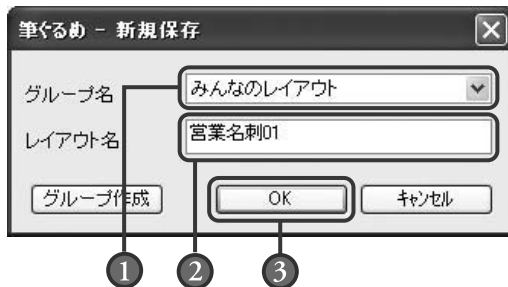 筆ぐるめ - 新規保存
グループ名
みんなのレイアウト
レイアウト名
営業名刺01
グループ作成
OK
キャンセル
1
2
3